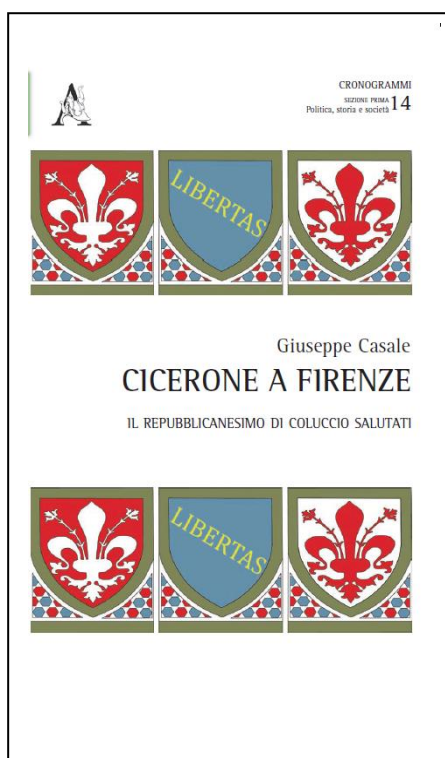 CRONOGRAMMI
SEZIONE PRIMA 14
Politica, storia e società
LIBERTAS
Giuseppe Casale
CICERONE A FIRENZE
IL REPUBBLICANESIMO DI COLUCCIO SALUTATI
LIBERTAS